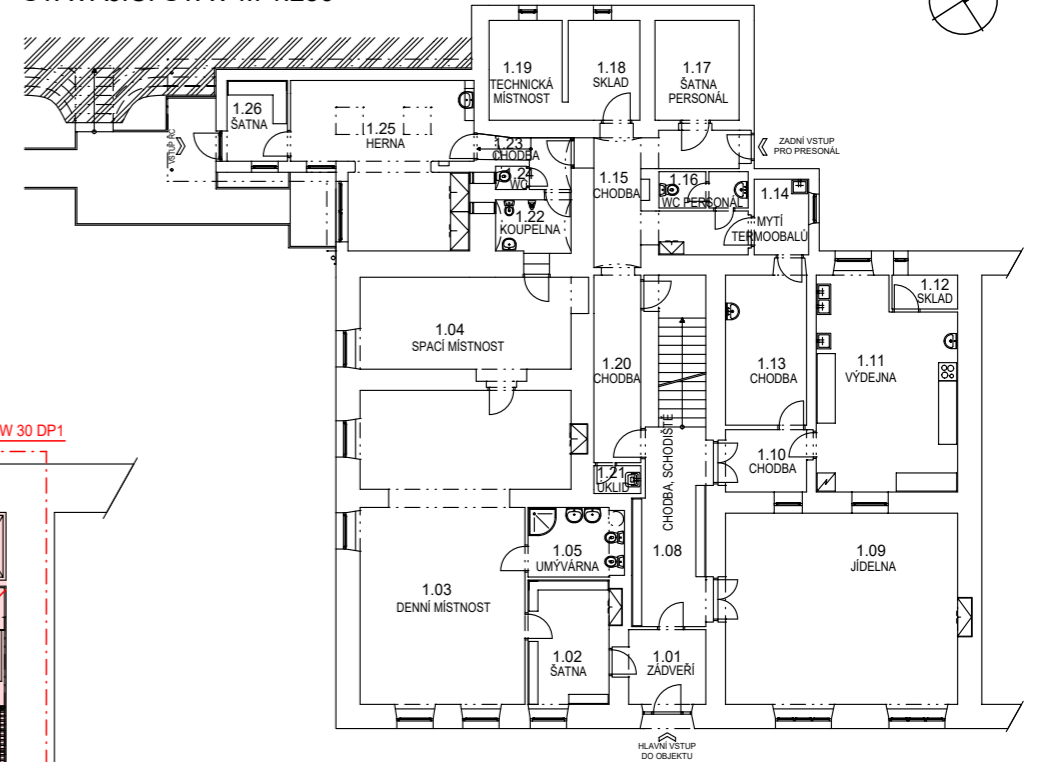 1.19
TECHNICKÁ
MÍSTNOST
1.18
SKLAD
1.17
ŠATNA
PERSONÁL
1.26
ŠATNA
1.25
HERNA
VSTUP RC
1.23
CHODBA
1.24
WC
1.22
KOUPELNA
1.15
CHODBA
1.16
WC PERSONÁL
ZADNÍ VSTUP
PRO PRESONÁL
1.14
MYTÍ
TERMOOBALŮ
1.12
SKLAD
1.04
SPACÍ MÍSTNOST
1.20
CHODBA
1.13
CHODBA
1.11
VÝDEJNA
W 30 DP1
1.21
ÚKLID
CHODBA, SCHODIŠTĚ
1.08
1.10
CHODBA
1.05
UMÝVÁRNA
1.03
DENNÍ MÍSTNOST
1.09
JÍDELNA
1.02
ŠATNA
1.01
ZÁDVEŘÍ
HLAVNÍ VSTUP
DO OBJEKTU